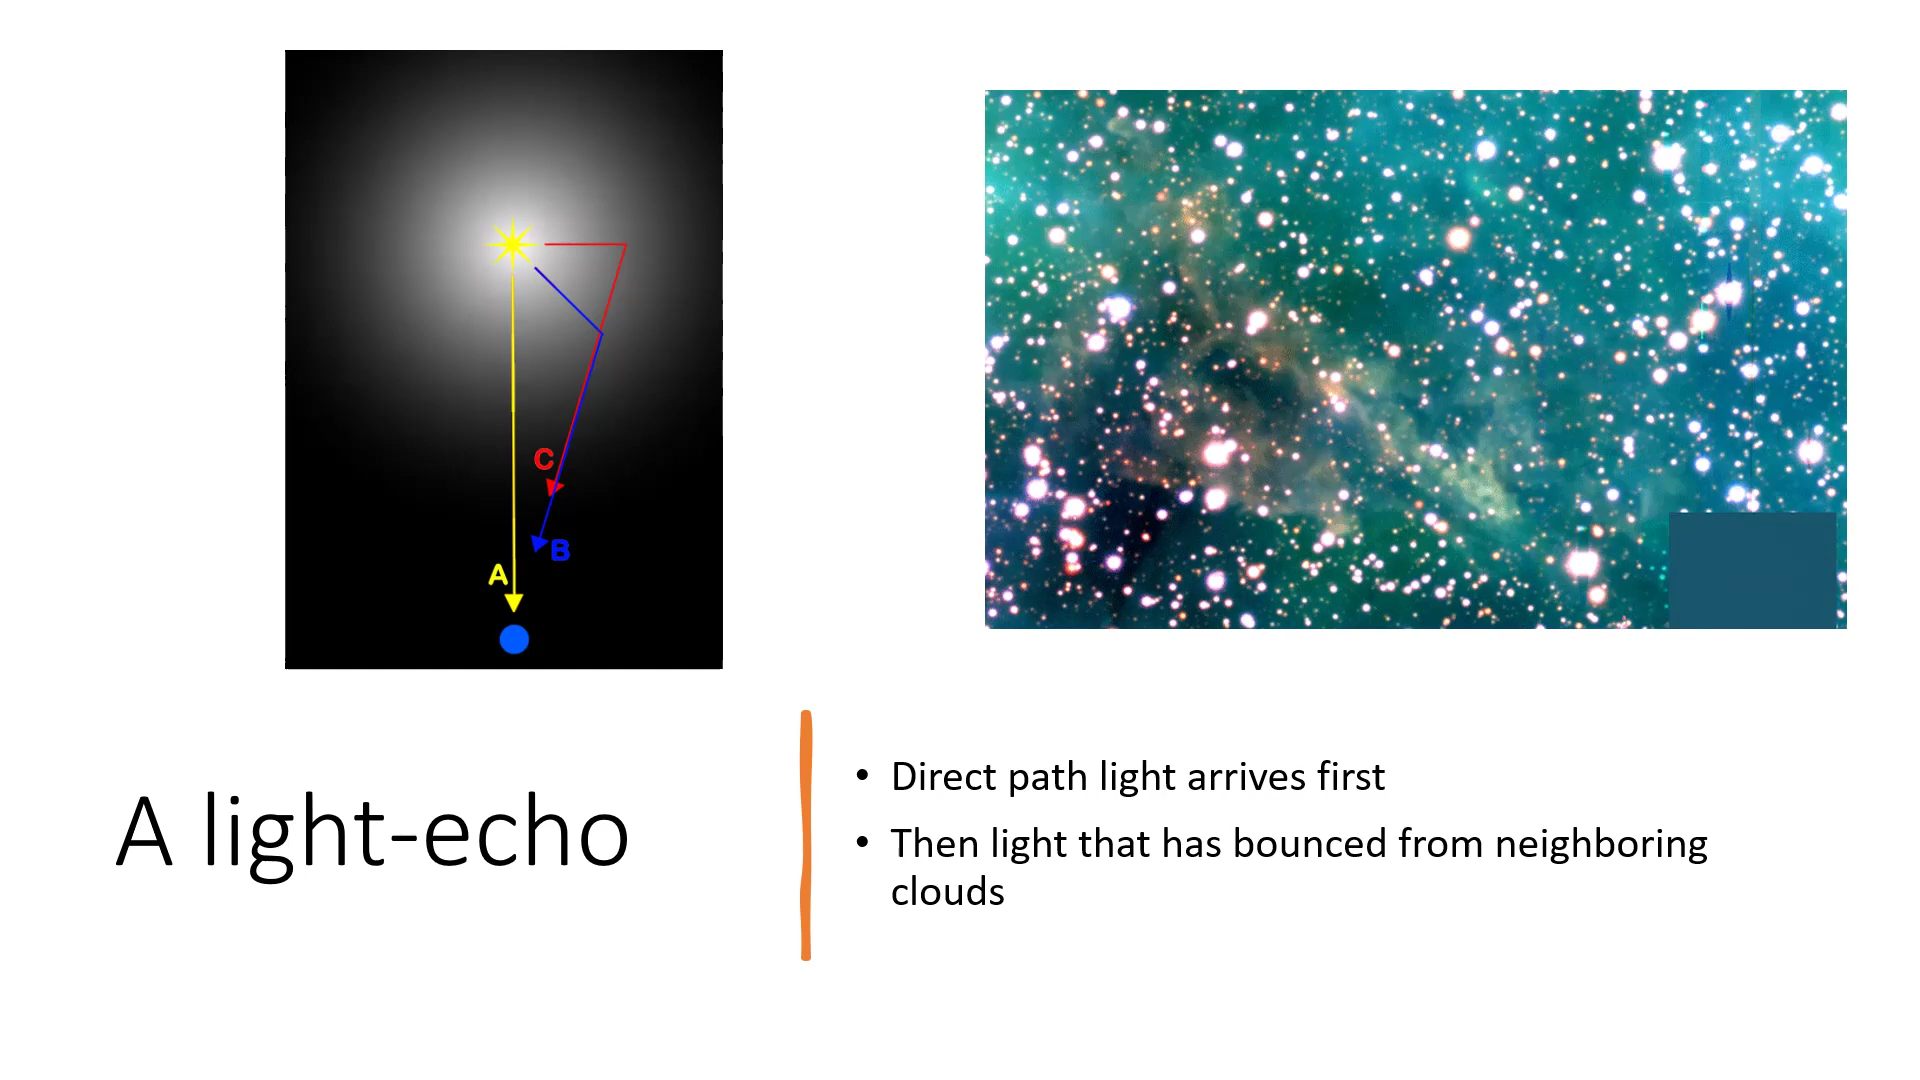 C
B
A
A light-echo
• Direct path light arrives first
• Then light that has bounced from neighboring
clouds